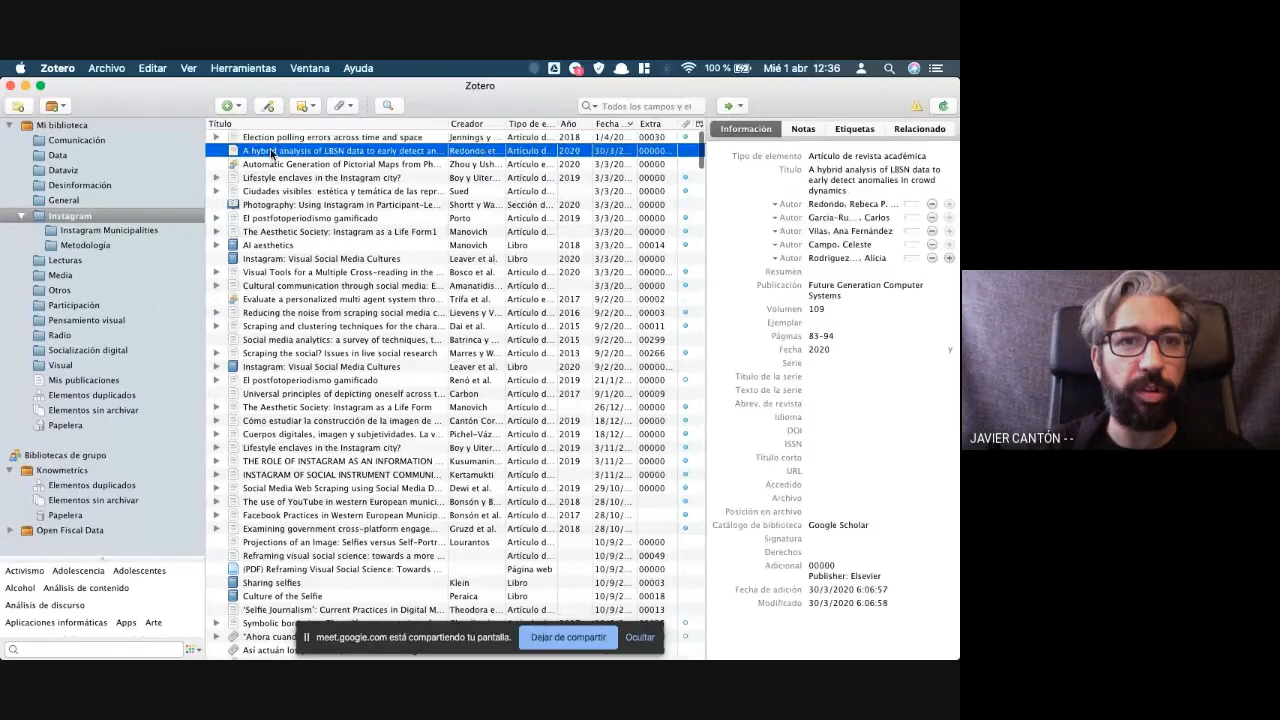 Zotero Archivo Editar Ver Herramientas Ventana Ayuda 100 % Mié 1 abr 12:36
Zotero
Todos los campos y et
Mi biblioteca
Comunicación
Data
Dataviz
Desinformación
General
Instagram
Instagram Municipalities
Metodología
Lecturas
Media
Otros
Participación
Pensamiento visual
Radio
Socialización digital
Visual
Mis publicaciones
Elementos duplicados
Elementos sin archivar
Papelera
Bibliotecas de grupo
Knowmetrics
Elementos duplicados
Elementos sin archivar
Papelera
Open Fiscal Data
Activismo Adolescencia Adolescentes
Alcohol Análisis de contenido
Análisis de discurso
Aplicaciones informáticas Apps Arte
Título Creador Tipo de e... Año Fecha ... Extra
Election polling errors across time and space Jennings y ... Artículo d... 2018 1/4/20... 00030
A hybrid analysis of LBSN data to early detect an... Redondo et... Artículo d... 2020 30/3/2... 00000...
Automatic Generation of Pictorial Maps from Ph... Zhou y Ush... Artículo d... 2020 3/3/20... 00000
Lifestyle enclaves in the Instagram city? Boy y Uiter... Artículo d... 2019 3/3/20... 00000
Ciudades visibles: estética y temática de las repr... Sued Artículo d... 3/3/20... 00000
Photography: Using Instagram in Participant-Le... Shortt y Wa... Sección d... 2020 3/3/20... 00000
El postfotoperiodismo gamificado Porto Artículo d... 2019 3/3/20... 00000
The Aesthetic Society: Instagram as a Life Form1 Manovich Artículo d... 3/3/20... 00000
AI aesthetics Manovich Libro 2018 3/3/20... 00014
Instagram: Visual Social Media Cultures Leaver et al. Libro 2020 3/3/20... 00000
Visual Tools for a Multiple Cross-reading in the ... Bosco et al. Artículo d... 2020 3/3/20... 00000...
Cultural communication through social media: E... Amanatidis... Artículo d... 3/3/20... 00000
Evaluate a personalized multi agent system thro... Trifa et al. Artículo e... 2017 9/2/20... 00002
Reducing the noise from scraping social media c... Lievens y V... Artículo d... 2016 9/2/20... 00003
Scraping and clustering techniques for the chara... Dai et al. Artículo d... 2015 9/2/20... 00011
Social media analytics: a survey of techniques, t... Batrinca y ... Artículo d... 2015 9/2/20... 00299
Scraping the social? Issues in live social research Marres y W... Artículo d... 2013 9/2/20... 00266
Instagram: Visual Social Media Cultures Leaver et al. Libro 2020 9/2/20... 00000...
El postfotoperiodismo gamificado Renó et al. Artículo d... 2019 21/1/2... 00000
Universal principles of depicting oneself across t... Carbon Artículo d... 2017 9/1/20... 00009
The Aesthetic Society: Instagram as a Life Form Manovich Artículo d... 26/12/... 00000
Cómo estudiar la construcción de la imagen de ... Cantón Cor... Artículo d... 2019 18/12/... 00000
Cuerpos digitales, imagen y subjetividades. La v... Pichel-Váz... Artículo d... 2019 18/12/... 00000
Lifestyle enclaves in the Instagram city? Boy y Uiter... Artículo d... 2019 3/11/2... 00000
THE ROLE OF INSTAGRAM AS AN INFORMATION ... Kusumanin... Artículo d... 2019 3/11/2... 00000
INSTAGRAM OF SOCIAL INSTRUMENT COMMUNI... Kertamukti Artículo d... 3/11/2... 00000
Social Media Web Scraping using Social Media D... Dewi et al. Artículo d... 2019 29/10/... 00000
The use of YouTube in western European munici... Bonsón y B... Artículo d... 2018 28/10/...
Facebook Practices in Western European Municip... Bonsón et al. Artículo d... 2017 28/10/...
Examining government cross-platform engage... Gruzd et al. Artículo d... 2018 28/10/...
Projections of an Image: Selfies versus Self-Portr... Lourantos Artículo d... 10/9/2... 00000
Reframing visual social science: towards a more ... Artículo d... 10/9/2... 00049
(PDF) Reframing Visual Social Science: Towards ... Página web 10/9/2... 00000
Sharing selfies Klein Libro 10/9/2... 00003
Culture of the Selfie Peraica Libro 10/9/2... 00018
'Selfie Journalism': Current Practices in Digital M... Theodora e... Artículo d... 10/9/2... 00013
Symbolic
"Ahora cuand
Así actuán los
meet.google.com está compartiendo tu pantalla. Dejar de compartir Ocultar
Información Notas Etiquetas Relacionado
Tipo de elemento Artículo de revista académica
Título A hybrid analysis of LBSN data to
early detect anomalies in crowd
dynamics
Autor Redondo, Rebeca P. ...
Autor García-Ru..., Carlos
Autor Vilas, Ana Fernández
Autor Campo, Celeste
Autor Rodriguez..., Alicia
Resumen
Publicación Future Generation Computer
Systems
Volumen 109
Ejemplar
Páginas 83-94
Fecha 2020 y
Serie
Título de la serie
Texto de la serie
Abrev. de revista
Idioma
DOI
ISSN
Título corto
URL
Accedido
Archivo
Posición en archivo
Catálogo de biblioteca Google Scholar
Signatura
Derechos
Adicional 00000
Publisher: Elsevier
Fecha de adición 30/3/2020 6:06:57
Modificado 30/3/2020 6:06:58
JAVIER CANTÓN - -